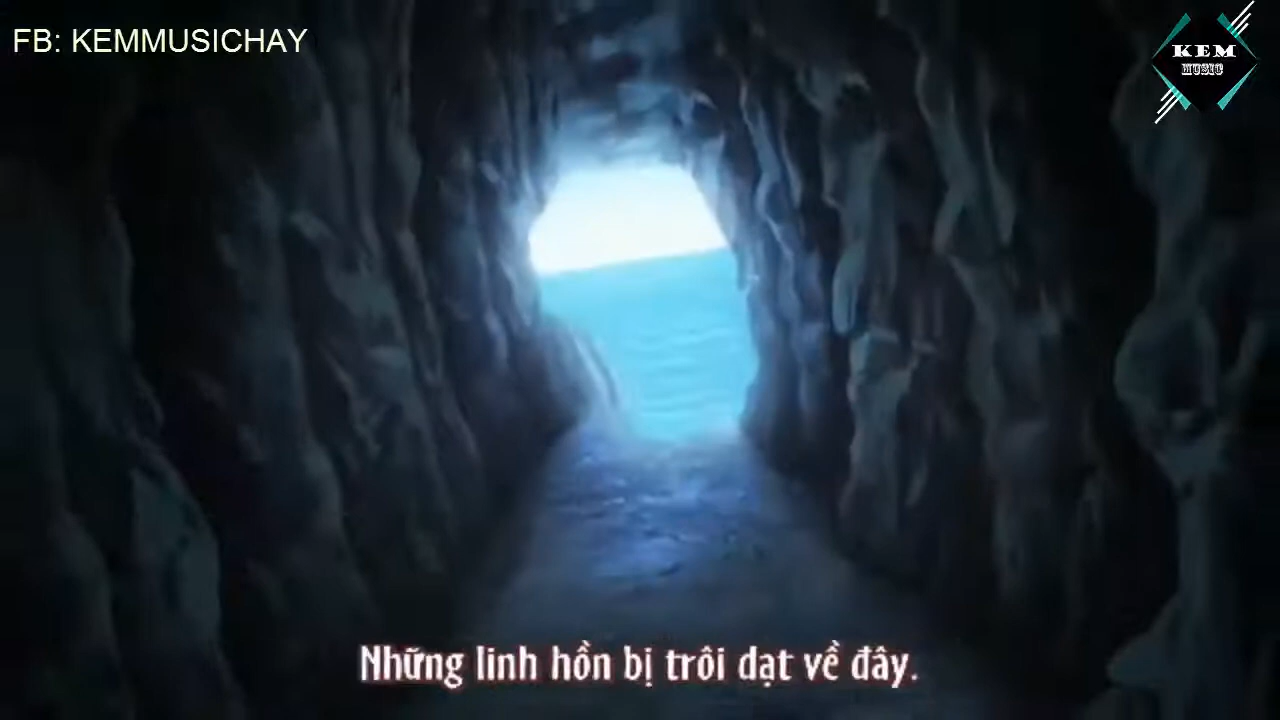 FB: KEMMUSICHAY
KEM
MUSIC
Những linh hồn bị trôi dạt về đây.